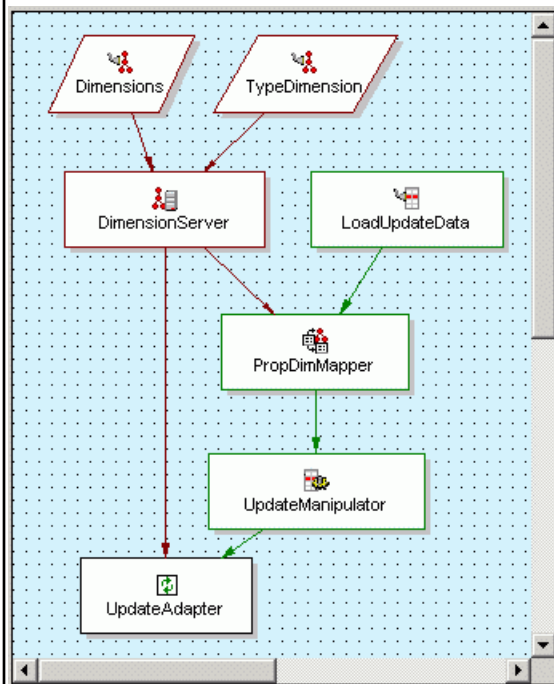 Dimensions
TypeDimension
DimensionServer
LoadUpdateData
PropDimMapper
UpdateManipulator
UpdateAdapter